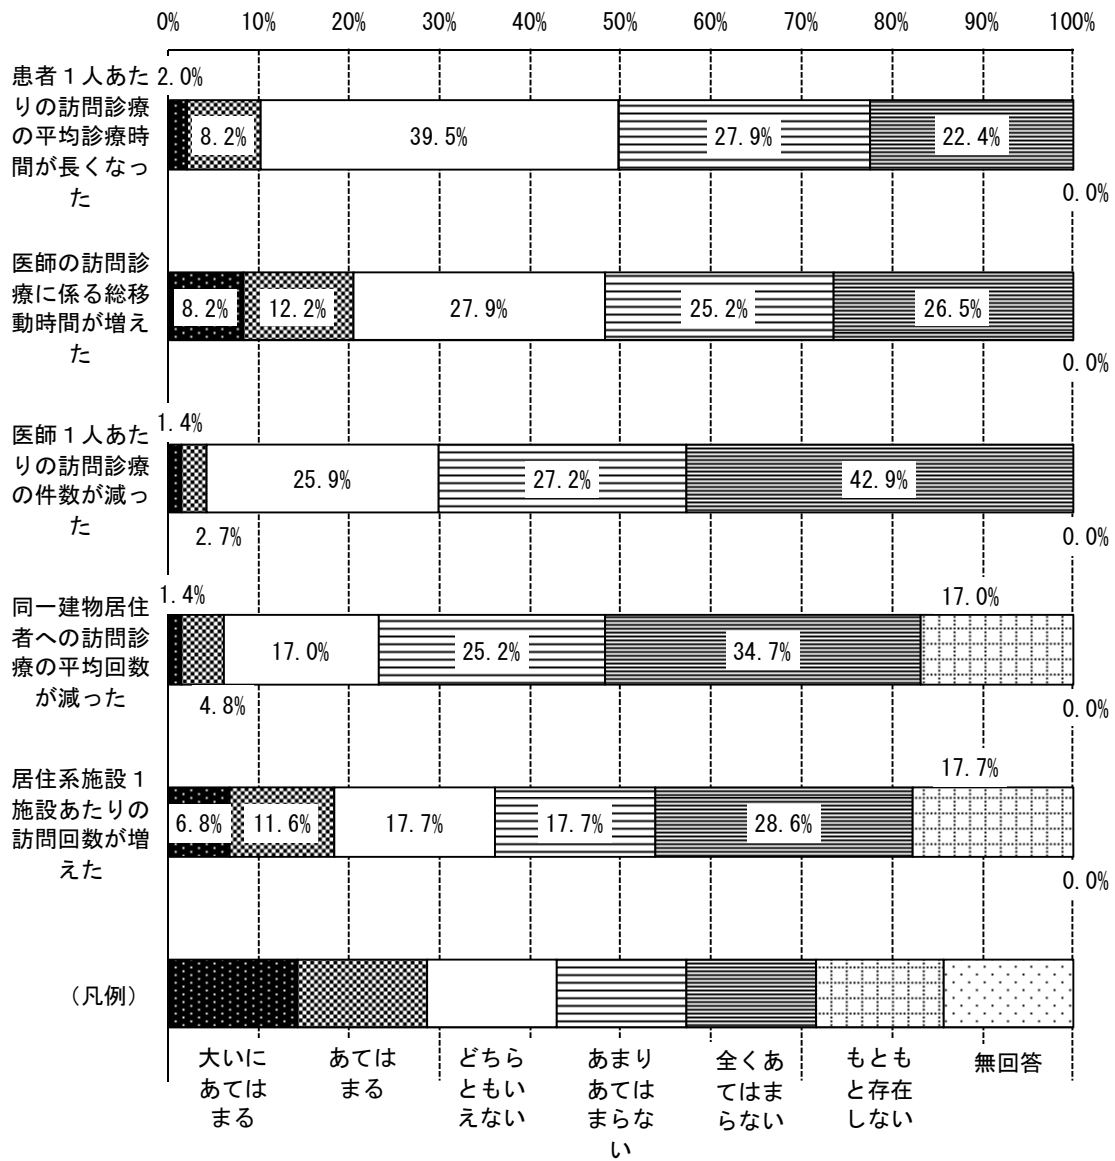 0% 10% 20% 30% 40% 50% 60% 70% 80% 90% 100%
患者１人あた
りの訪問診療
の平均診療時
間が長くなっ
た
2.0%
8.2% 39.5% 27.9% 22.4%
0.0%
医師の訪問診
療に係る総移
動時間が増え
た
8.2% 12.2% 27.9% 25.2% 26.5%
0.0%
医師１人あた
りの訪問診療
の件数が減っ
た
1.4%
25.9% 27.2% 42.9%
2.7%
0.0%
同一建物居住
者への訪問診
療の平均回数
が減った
1.4%
17.0%
17.0% 25.2% 34.7%
4.8%
0.0%
居住系施設１
施設あたりの
訪問回数が増
えた
17.7%
6.8% 11.6% 17.7% 17.7% 28.6%
0.0%
（凡例）
大いに
あてはまる
まる
あては
まる
どちら
ともい
えない
あまり
あては
まらな
い
全くあ
てはま
らない
もとも
と存在
しない
無回答